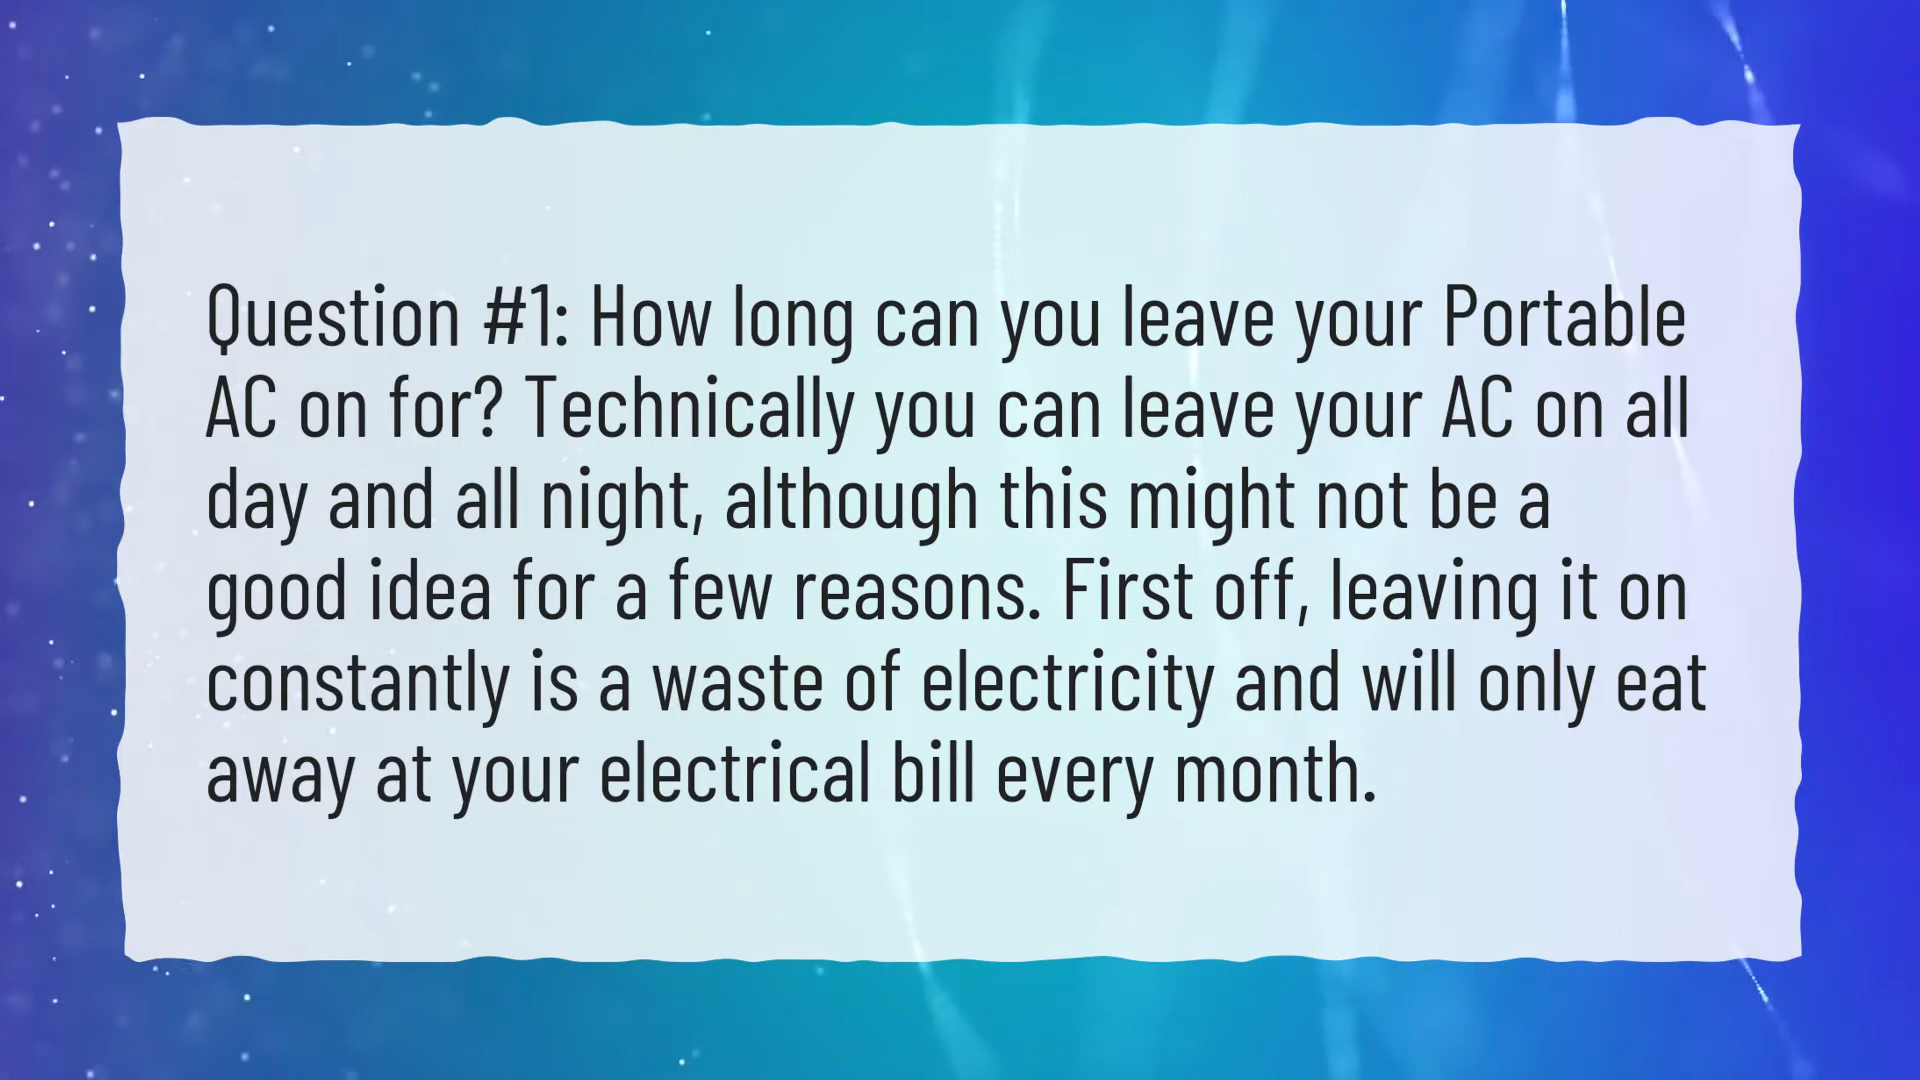 Question #1: How long can you leave your Portable
AC on for? Technically you can leave your AC on all
day and all night, although this might not be a
good idea for a few reasons. First off, leaving it on
constantly is a waste of electricity and will only eat
away at your electrical bill every month.